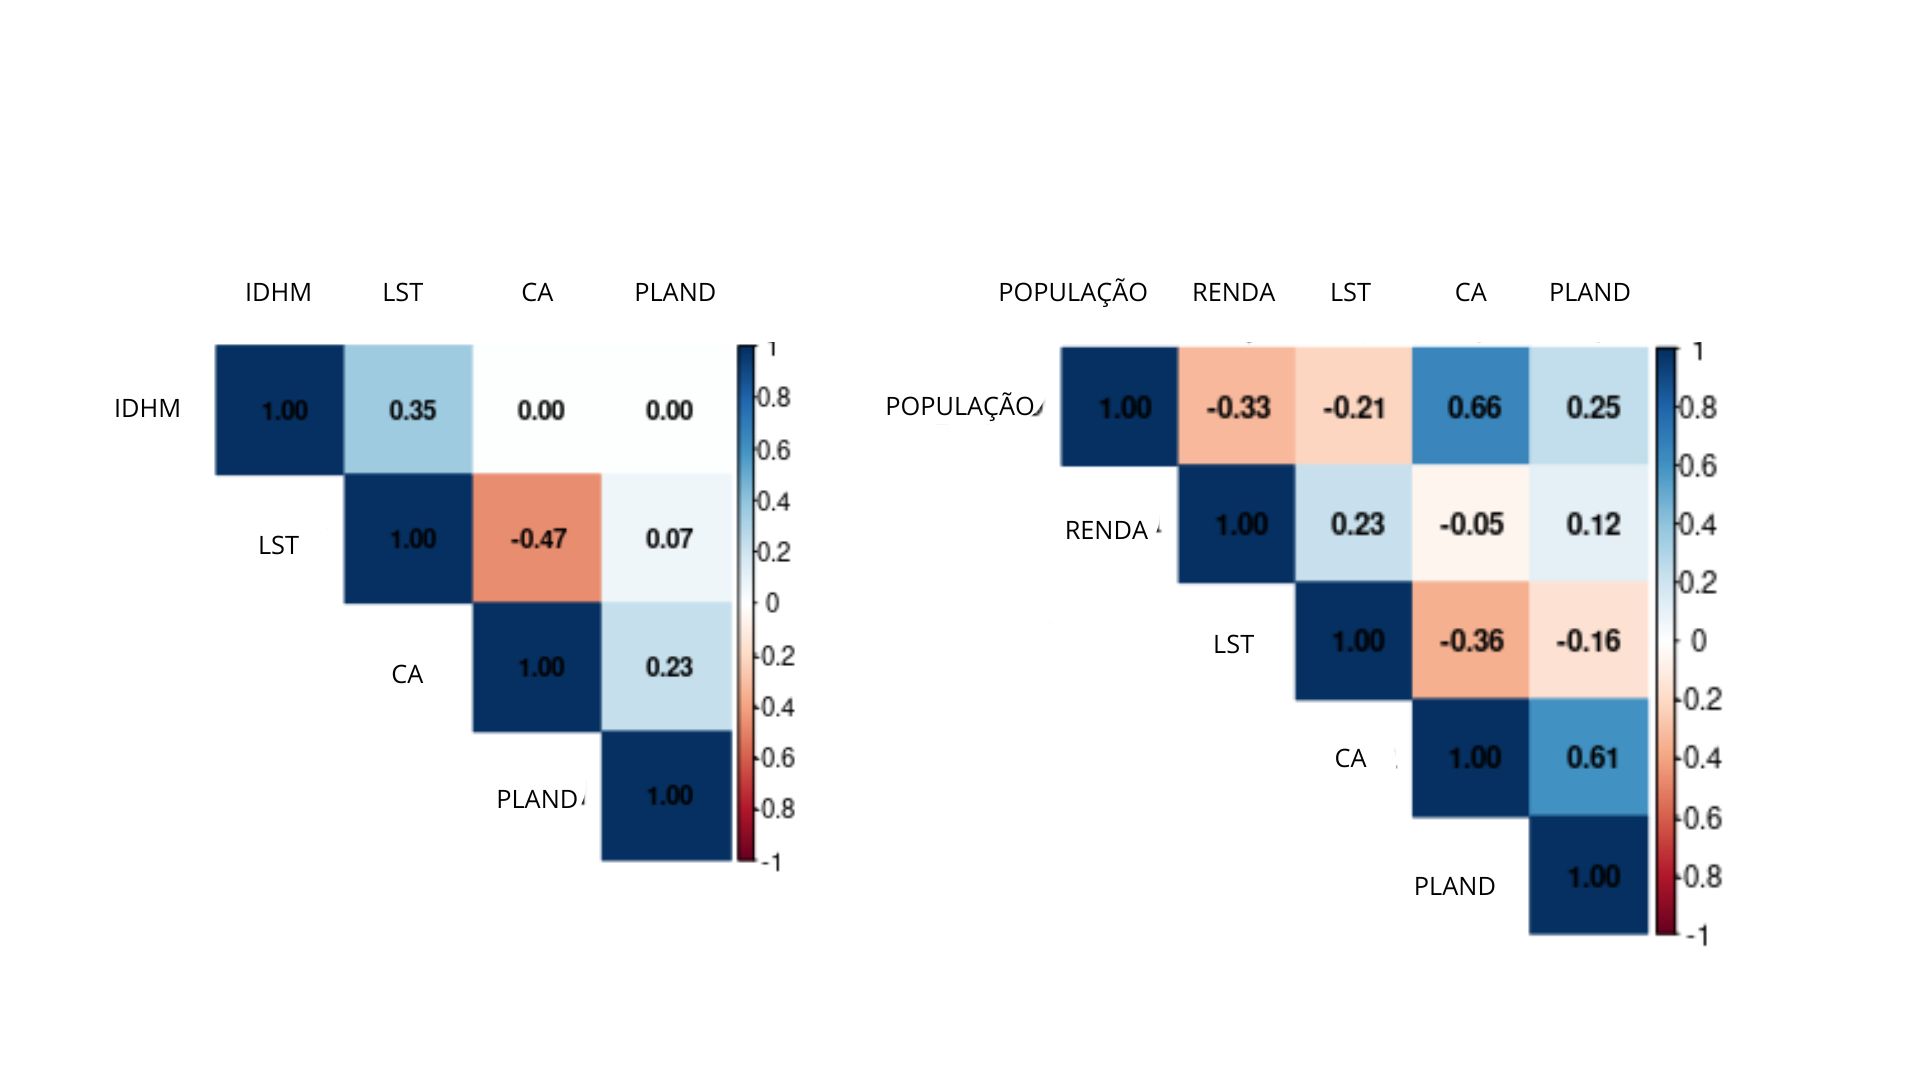 IDHM LST CA PLAND
IDHM 1.00 0.35 0.00 0.00
LST 1.00 -0.47 0.07
CA 1.00 0.23
PLAND 1.00
1
0.8
0.6
0.4
0.2
0
-0.2
-0.4
-0.6
-0.8
-1
POPULAÇÃO RENDA LST CA PLAND
POPULAÇÃO 1.00 -0.33 -0.21 0.66 0.25
RENDA 1.00 0.23 -0.05 0.12
LST 1.00 -0.36 -0.16
CA 1.00 0.61
PLAND 1.00
1
0.8
0.6
0.4
0.2
0
-0.2
-0.4
-0.6
-0.8
-1